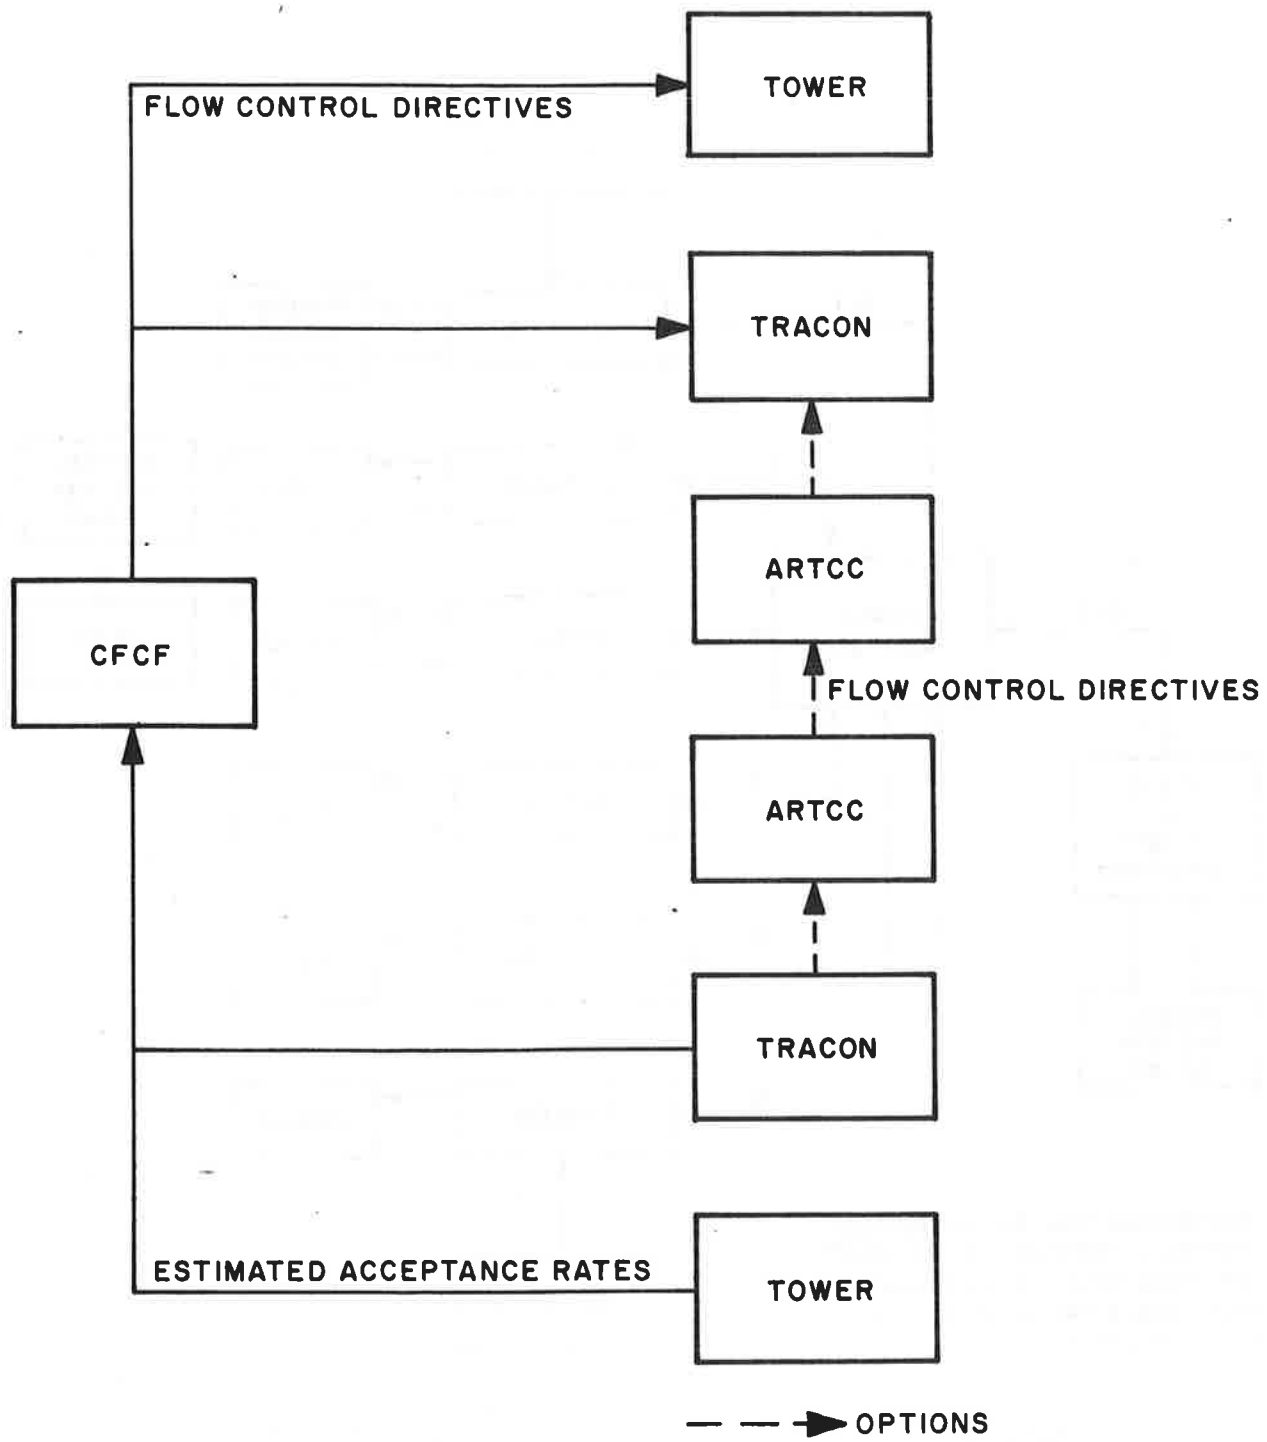 TOWER
FLOW CONTROL DIRECTIVES
TRACON
ARTCC
CFCF
FLOW CONTROL DIRECTIVES
ARTCC
TRACON
ESTIMATED ACCEPTANCE RATES
TOWER
OPTIONS